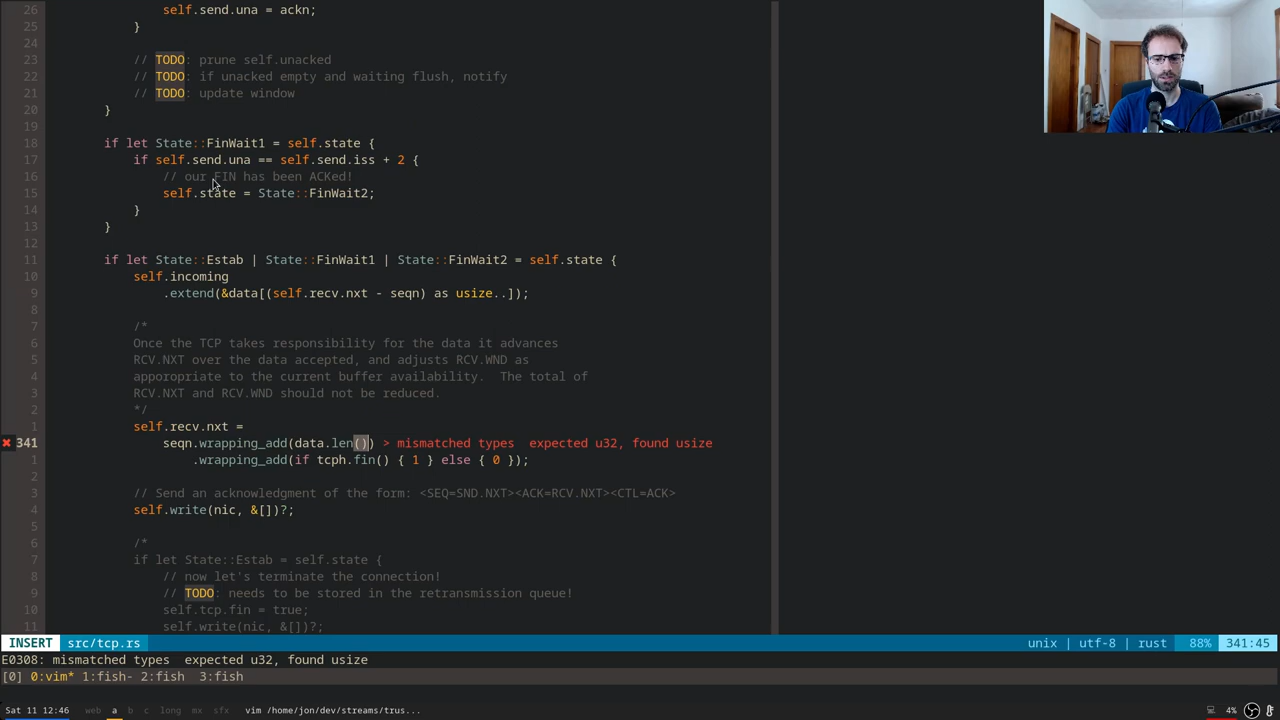 26 self.send.una = ackn;
25 }
24
23 // TODO: prune self.unacked
22 // TODO: if unacked empty and waiting flush, notify
21 // TODO: update window
20 }
19
18 if let State::FinWait1 = self.state {
17 if self.send.una == self.send.iss + 2 {
16 // our FIN has been ACKed!
15 self.state = State::FinWait2;
14 }
13 }
12
11 if let State::Estab | State::FinWait1 | State::FinWait2 = self.state {
10 self.incoming
9 .extend(&data[(self.recv.nxt - seqn) as usize..]);
8
7 /*
6 Once the TCP takes responsibility for the data it advances
5 RCV.NXT over the data accepted, and adjusts RCV.WND as
4 apporopriate to the current buffer availability.  The total of
3 RCV.NXT and RCV.WND should not be reduced.
2 */
1 self.recv.nxt =
✖ 341 seqn.wrapping_add(data.len()) > mismatched types  expected u32, found usize
1 .wrapping_add(if tcph.fin() { 1 } else { 0 });
2
3 // Send an acknowledgment of the form: <SEQ=SND.NXT><ACK=RCV.NXT><CTL=ACK>
4 self.write(nic, &[])?;
5
6 /*
7 if let State::Estab = self.state {
8 // now let's terminate the connection!
9 // TODO: needs to be stored in the retransmission queue!
10 self.tcp.fin = true;
11 self.write(nic, &[])?;
INSERT src/tcp.rs unix | utf-8 | rust 88% 341:45
E0308: mismatched types  expected u32, found usize
[0] 0:vim* 1:fish- 2:fish  3:fish
Sat 11 12:46 web a b c long mx sfx vim /home/jon/dev/streams/trus... 4%